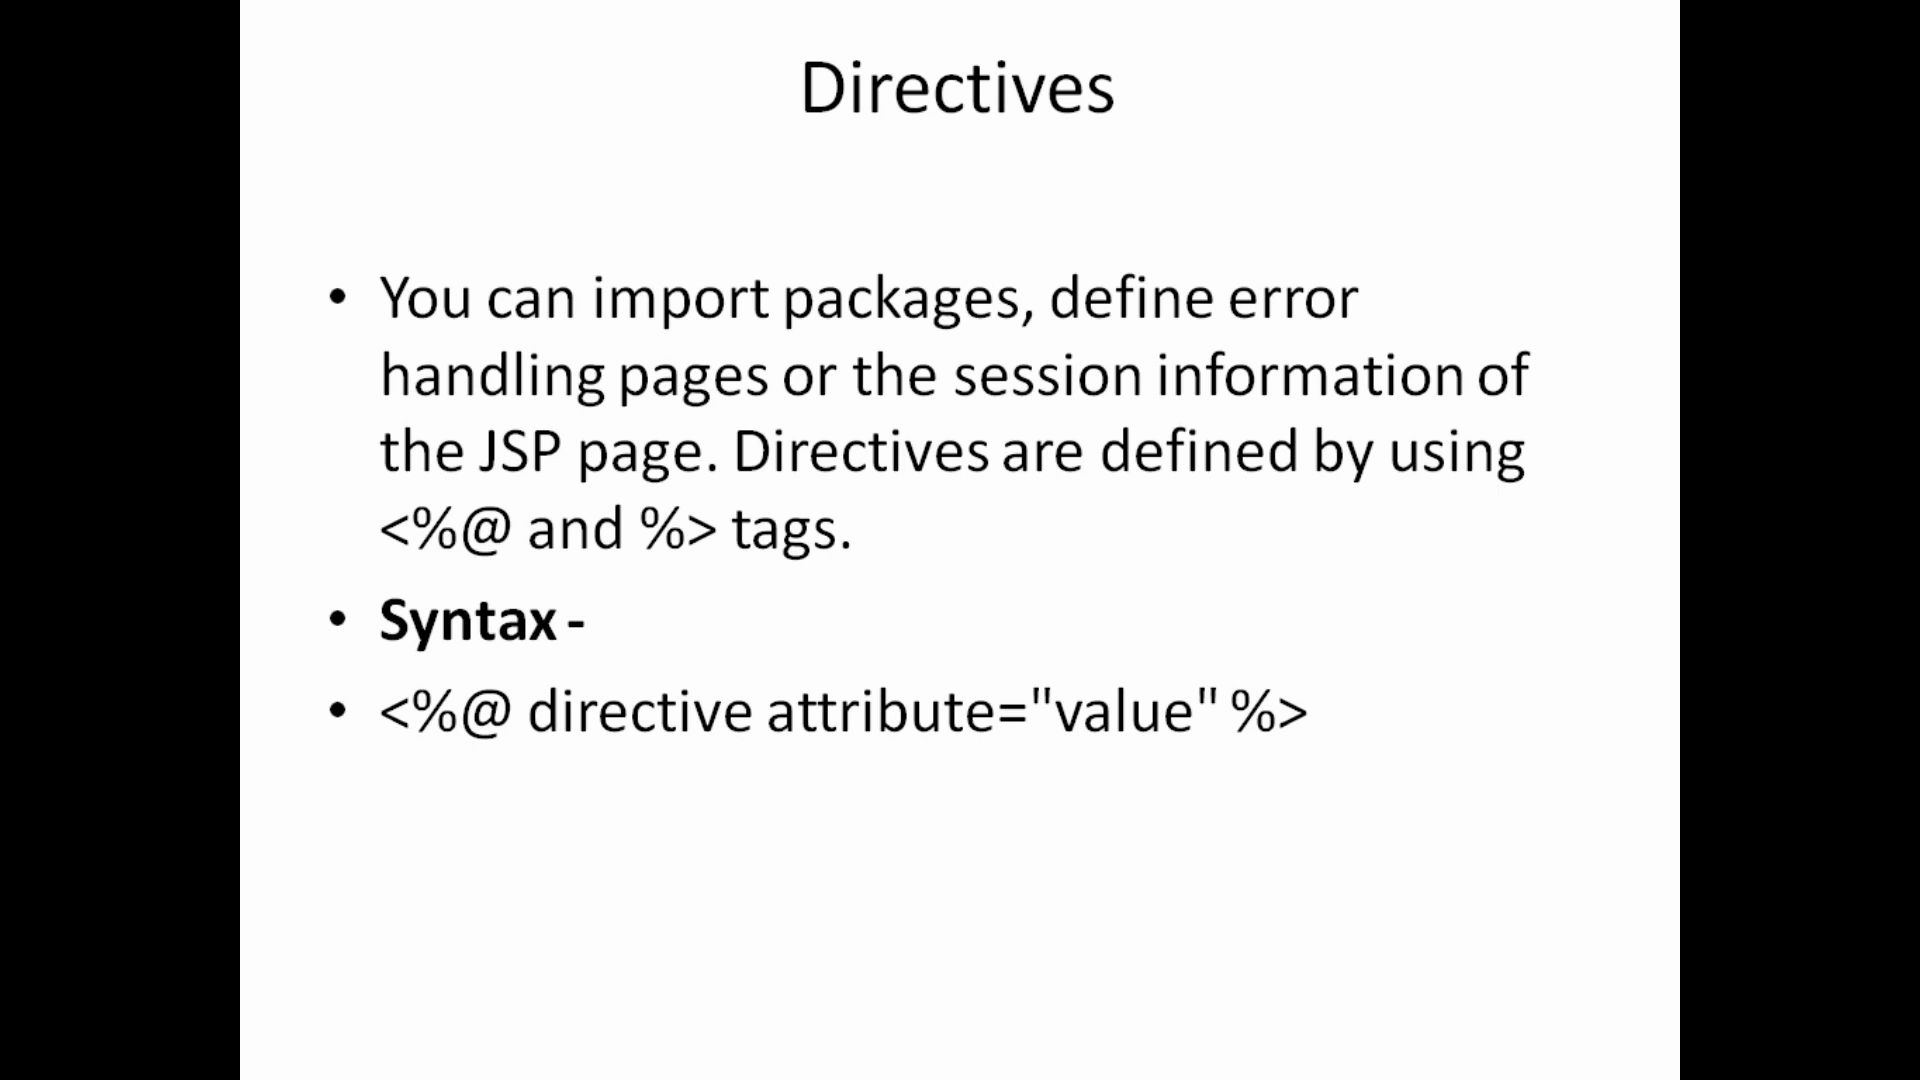 Directives
• You can import packages, define error
handling pages or the session information of
the JSP page. Directives are defined by using
<%@ and %> tags.
• Syntax -
• <%@ directive attribute="value" %>